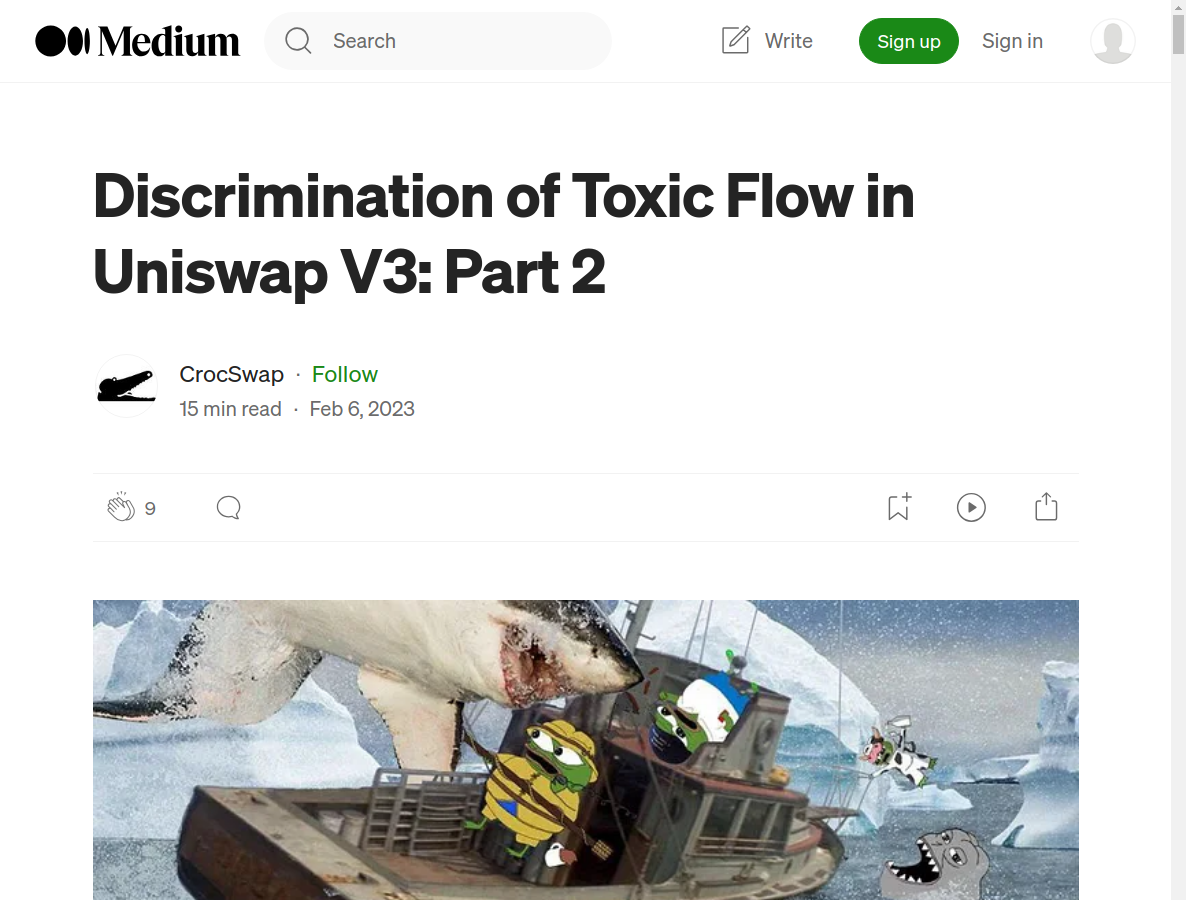 Medium
Search
Write
Sign up
Sign in
Discrimination of Toxic Flow in
Uniswap V3: Part 2
CrocSwap · Follow
15 min read · Feb 6, 2023
9